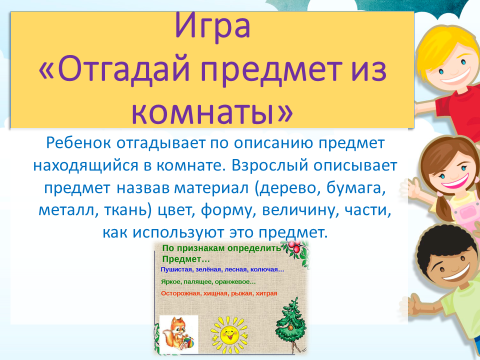 Игра
«Отгадай предмет из
комнаты»
Ребенок отгадывает по описанию предмет
находящийся в комнате. Взрослый описывает
предмет назвав материал (дерево, бумага,
металл, ткань) цвет, форму, величину, части,
как используют это предмет.
По признакам определить
Предмет…
Пушистая, зелёная, лесная, колючая…
Яркое, палящее, оранжевое…
Осторожная, хищная, рыжая, хитрая